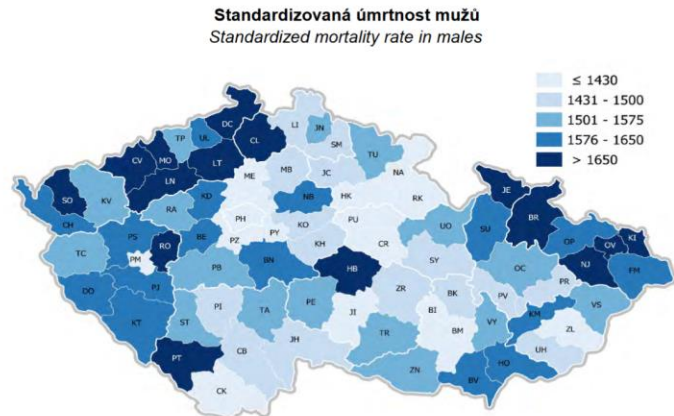 Standardizovaná úmrtnost mužů
Standardized mortality rate in males
≤ 1430
1431 - 1500
1501 - 1575
1576 - 1650
> 1650
DC
LI
JN
TP
UL
CL
SM
CV
MO
LT
TU
MB
JC
NA
JE
ME
LN
SO
KV
KD
NB
HK
RK
BR
RA
CH
PH
KO
PU
UO
SU
OP
OV
KI
PS
RO
BE
PZ
PY
KH
CR
NJ
FM
TC
PM
BN
HB
SY
OC
PR
PB
DO
PJ
ZR
BK
PV
VS
KT
ST
PI
TA
PE
JI
BI
KM
BM
VY
ZL
TR
PT
CB
JH
UH
ZN
HO
BV
CK